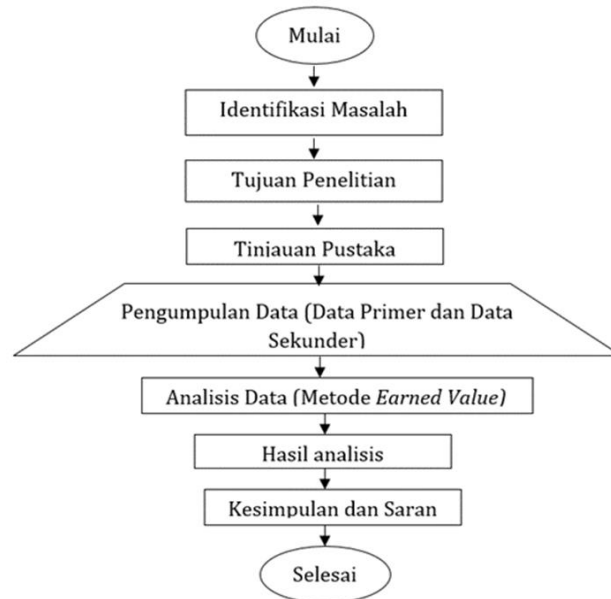 Mulai
Identifikasi Masalah
Tujuan Penelitian
Tinjauan Pustaka
Pengumpulan Data (Data Primer dan Data
Sekunder)
Analisis Data (Metode Earned Value)
Hasil analisis
Kesimpulan dan Saran
Selesai